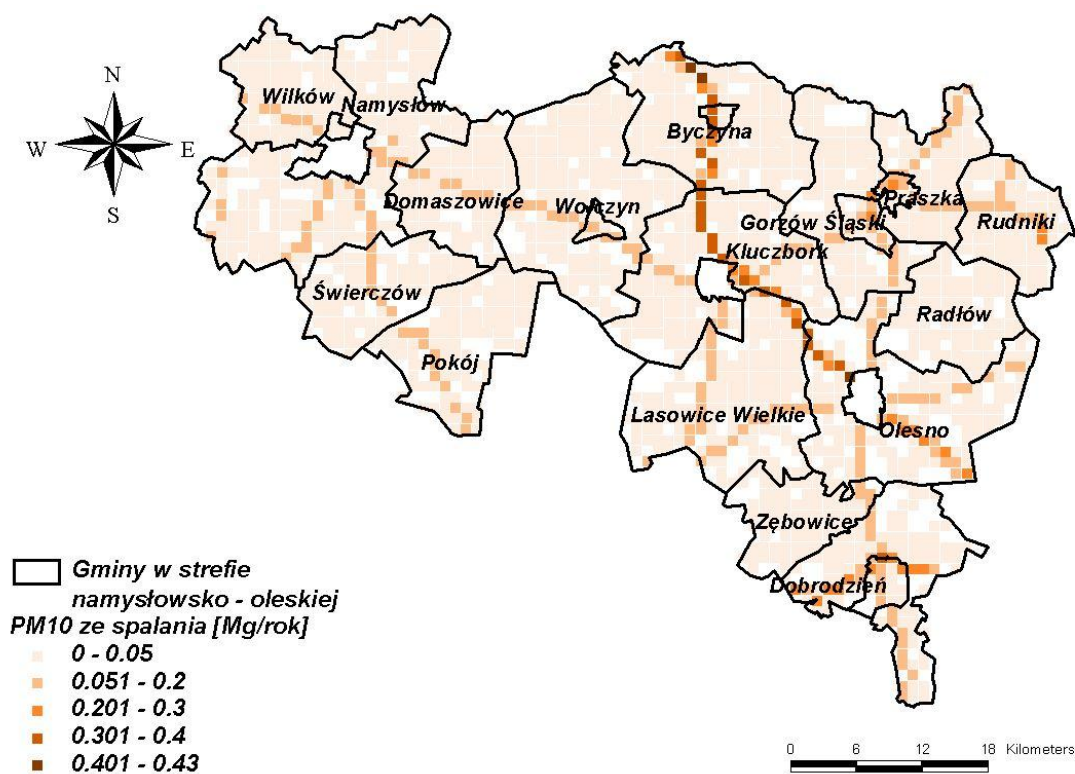 N
W E
S
Wilków
Namysłów
Domaszowice
Wołczyn
Byczyna
Gorzów Śląski
Praszka
Rudniki
Kluczbork
Świerczów
Radłów
Pokój
Lasowice Wielkie
Olesno
Zębowice
Dobrodzień
Gminy w strefie
namysłowsko - oleskiej
PM10 ze spalania [Mg/rok]
0 - 0.05
0.051 - 0.2
0.201 - 0.3
0.301 - 0.4
0.401 - 0.43
0 6 12 18 Kilometers